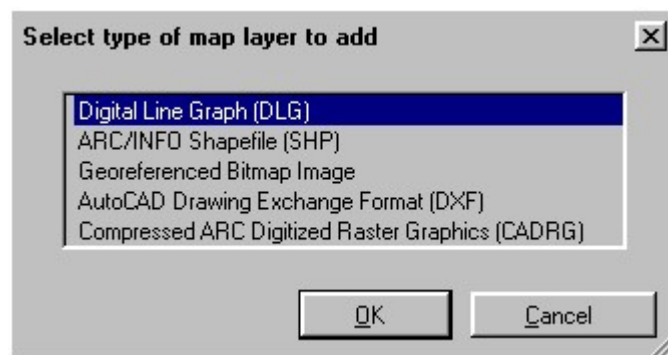 Select type of map layer to add
Digital Line Graph (DLG)
ARC/INFO Shapefile (SHP)
Georeferenced Bitmap Image
AutoCAD Drawing Exchange Format (DXF)
Compressed ARC Digitized Raster Graphics (CADRG)
OK Cancel